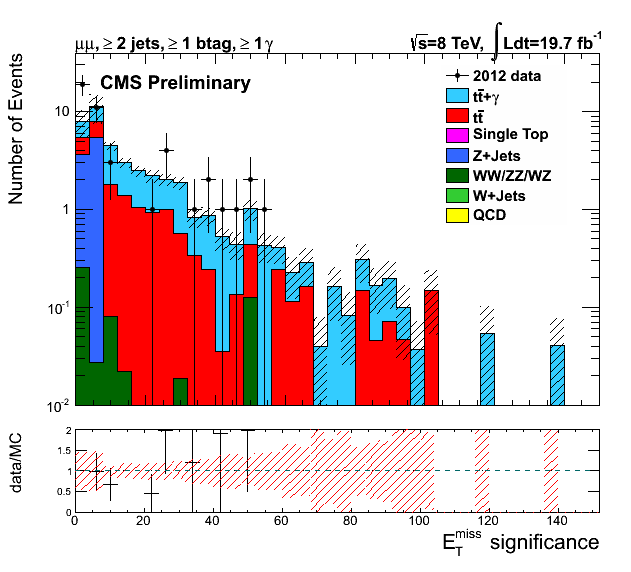 μμ, ≥ 2 jets, ≥ 1 btag, ≥ 1 γ
√s=8 TeV, ∫ Ldt=19.7 fb⁻¹
CMS Preliminary
2012 data
tt̄+γ
tt̄
Single Top
Z+Jets
WW/ZZ/WZ
W+Jets
QCD
Number of Events
10
1
10⁻¹
10⁻²
data/MC
2
1.5
1
0.5
0
0 20 40 60 80 100 120 140
E_T^miss significance